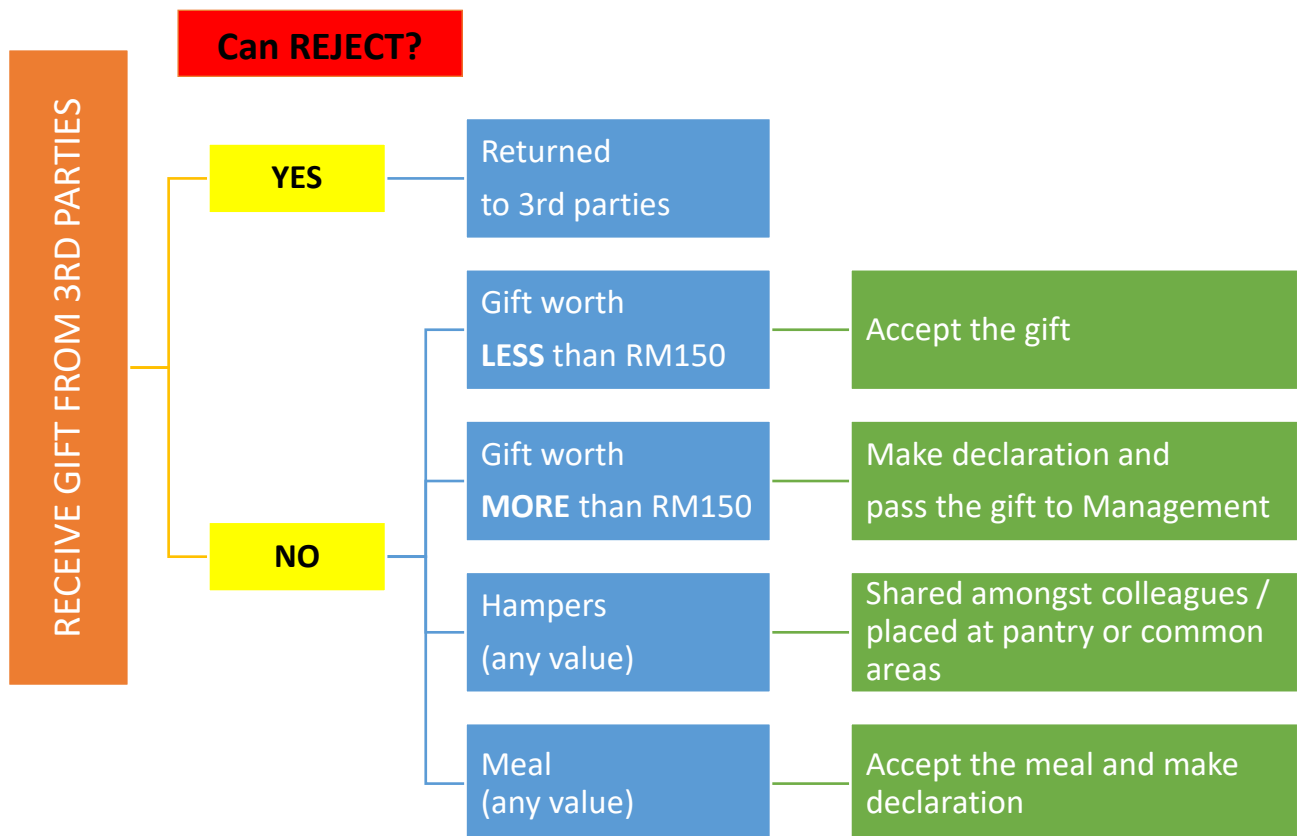 Can REJECT?
RECEIVE GIFT FROM 3RD PARTIES
YES
Returned
to 3rd parties
NO
Gift worth
LESS than RM150
Accept the gift
Gift worth
MORE than RM150
Make declaration and
pass the gift to Management
Hampers
(any value)
Shared amongst colleagues /
placed at pantry or common
areas
Meal
(any value)
Accept the meal and make
declaration